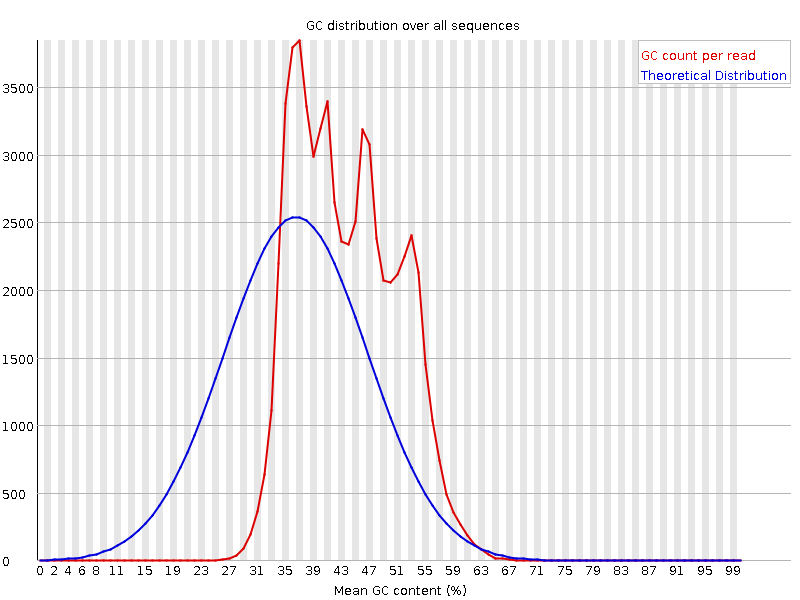 GC distribution over all sequences
GC count per read
Theoretical Distribution
3500
3000
2500
2000
1500
1000
500
0
0 2 4 6 8 11 15 19 23 27 31 35 39 43 47 51 55 59 63 67 71 75 79 83 87 91 95 99
Mean GC content (%)